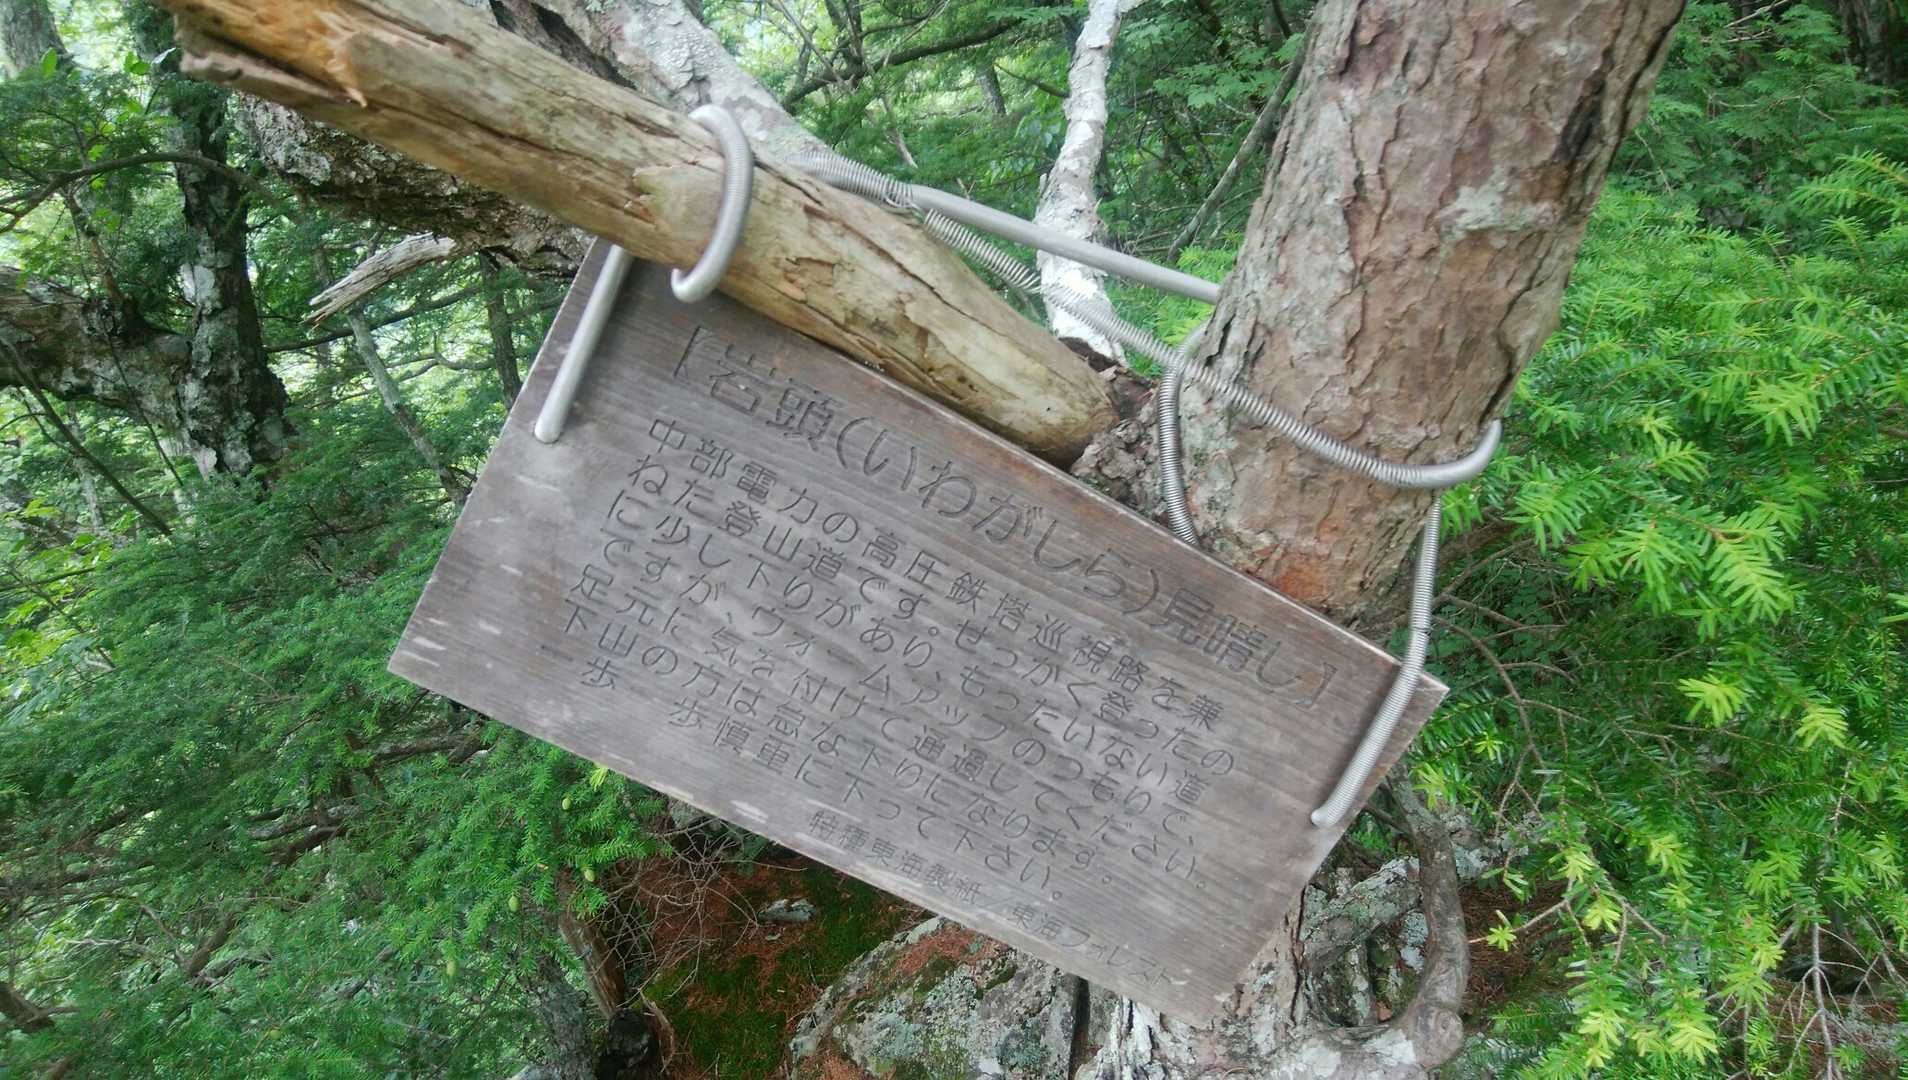 【岩頭(いわがしら)見晴し】
中部電力の高圧鉄塔巡視路を兼
ねた登山道です。せっかく登ったの
に少し下りがあり、もったいない道
ですが、ウォームアップのつもりで、
足元に気を付けて通過してください。
下山の方は急な下りになります。
一歩一歩慎重に下って下さい。
特種東海製紙/東海フォレスト